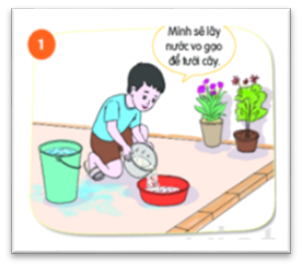 1
Mình sẽ lấy
nước vo gạo
để tưới cây.